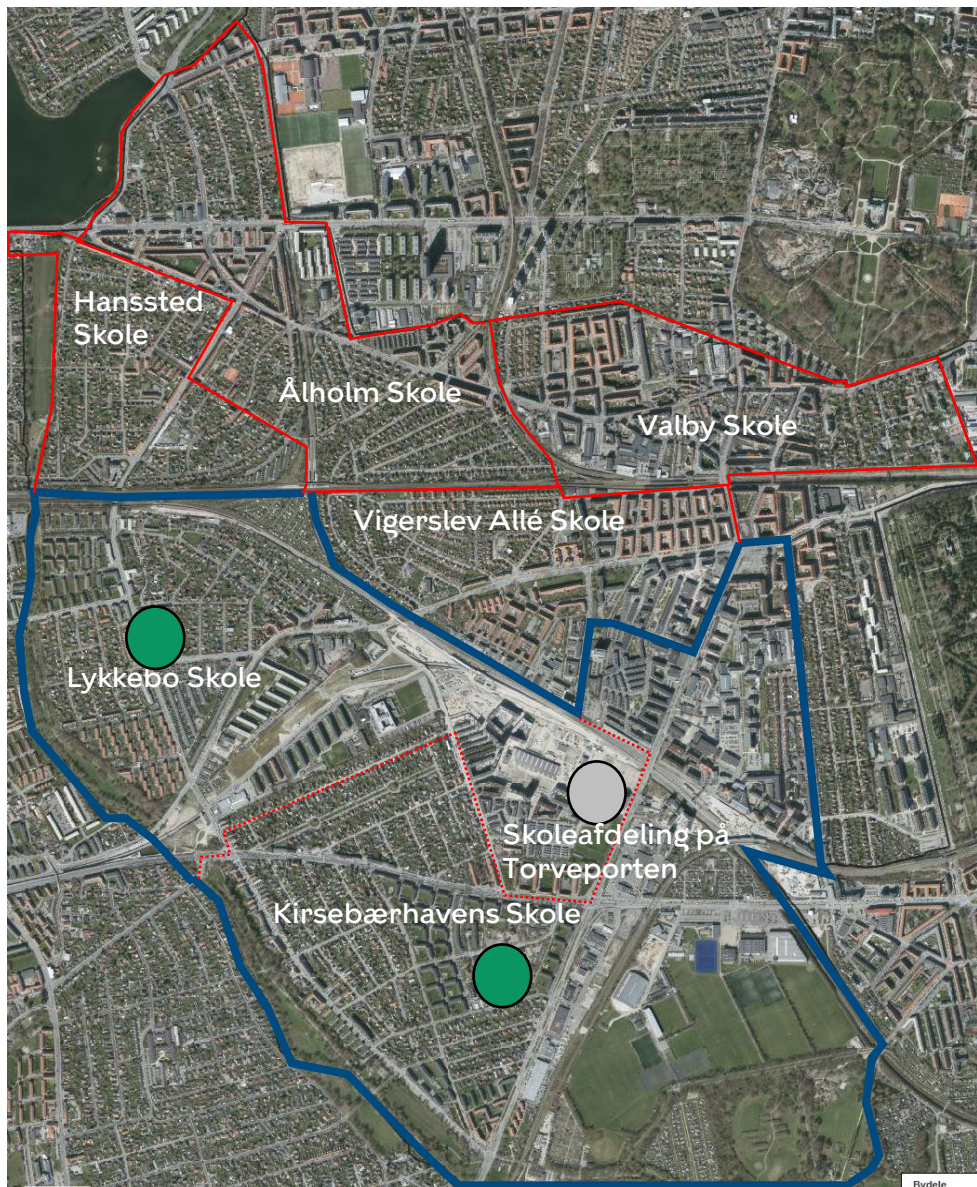 Hanssted
Skole
Ålholm Skole
Valby Skole
Vigerslev Allé Skole
Lykkebo Skole
Skoleafdeling på
Torveporten
Kirsebærhavens Skole
Bydele